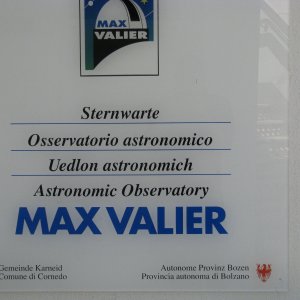 MAX
VALIER
Sternwarte
Osservatorio astronomico
Uedlon astronomich
Astronomic Observatory
MAX VALIER
Gemeinde Karneid
Comune di Cornedo
Autonome Provinz Bozen
Provincia autonoma di Bolzano